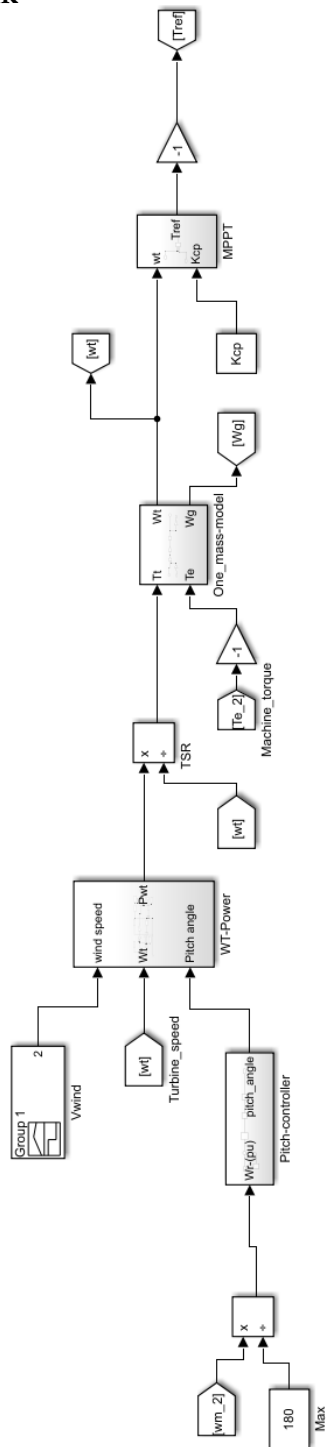 R
[wm_2]
180
Max
×
÷
Wr-(pu)
pitch_angle
Pitch-controller
Group 1
2
Vwind
[wt]
Turbine_speed
wind speed
Wt
Pwt
Pitch angle
WT-Power
[wt]
×
÷
TSR
[Te_2]
Machine_torque
-1
Tt
Wt
Te
Wg
One_mass-model
[wt]
[Wg]
Kcp
wt
Tref
Kcp
MPPT
-1
[Tref]